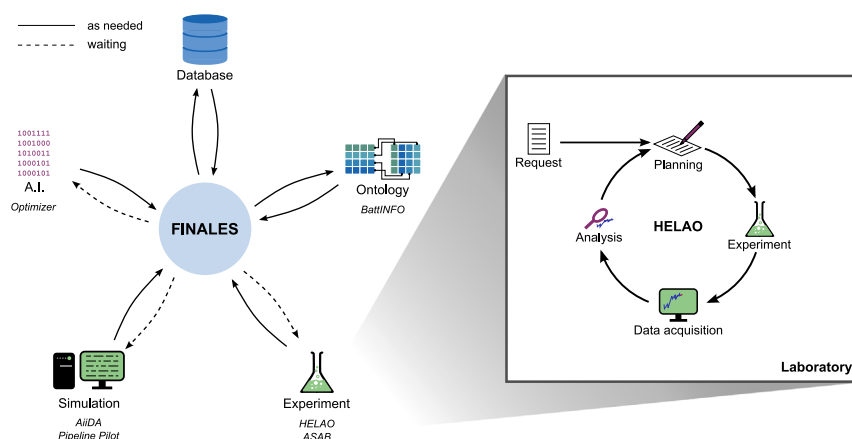 as needed
waiting
Database
1001111
1001000
1010011
1000101
1000101
A.I.
Optimizer
FINALES
Ontology
BattINFO
Simulation
AiiDA
Pipeline Pilot
Experiment
HELAO
ASAB
Request
Planning
Analysis
HELAO
Experiment
Data acquisition
Laboratory